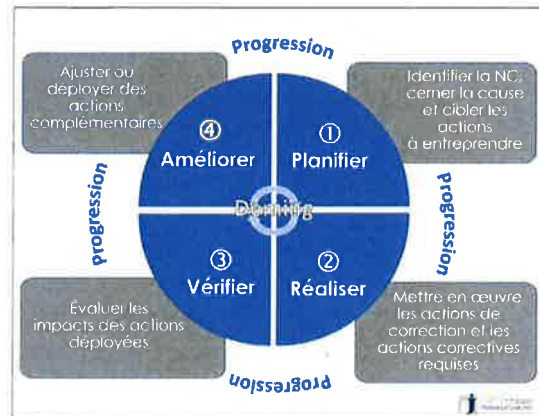 Progression
Ajuster ou
déployer des
actions
complémentaires
Identifier la NC,
cerner la cause
et cibler les
actions
à entreprendre
④
Améliorer
①
Planifier
Progression
Progression
Deming
③
Vérifier
②
Réaliser
Évaluer les
impacts des actions
déployées
Mettre en œuvre
les actions de
correction et les
actions correctives
requises
Progression